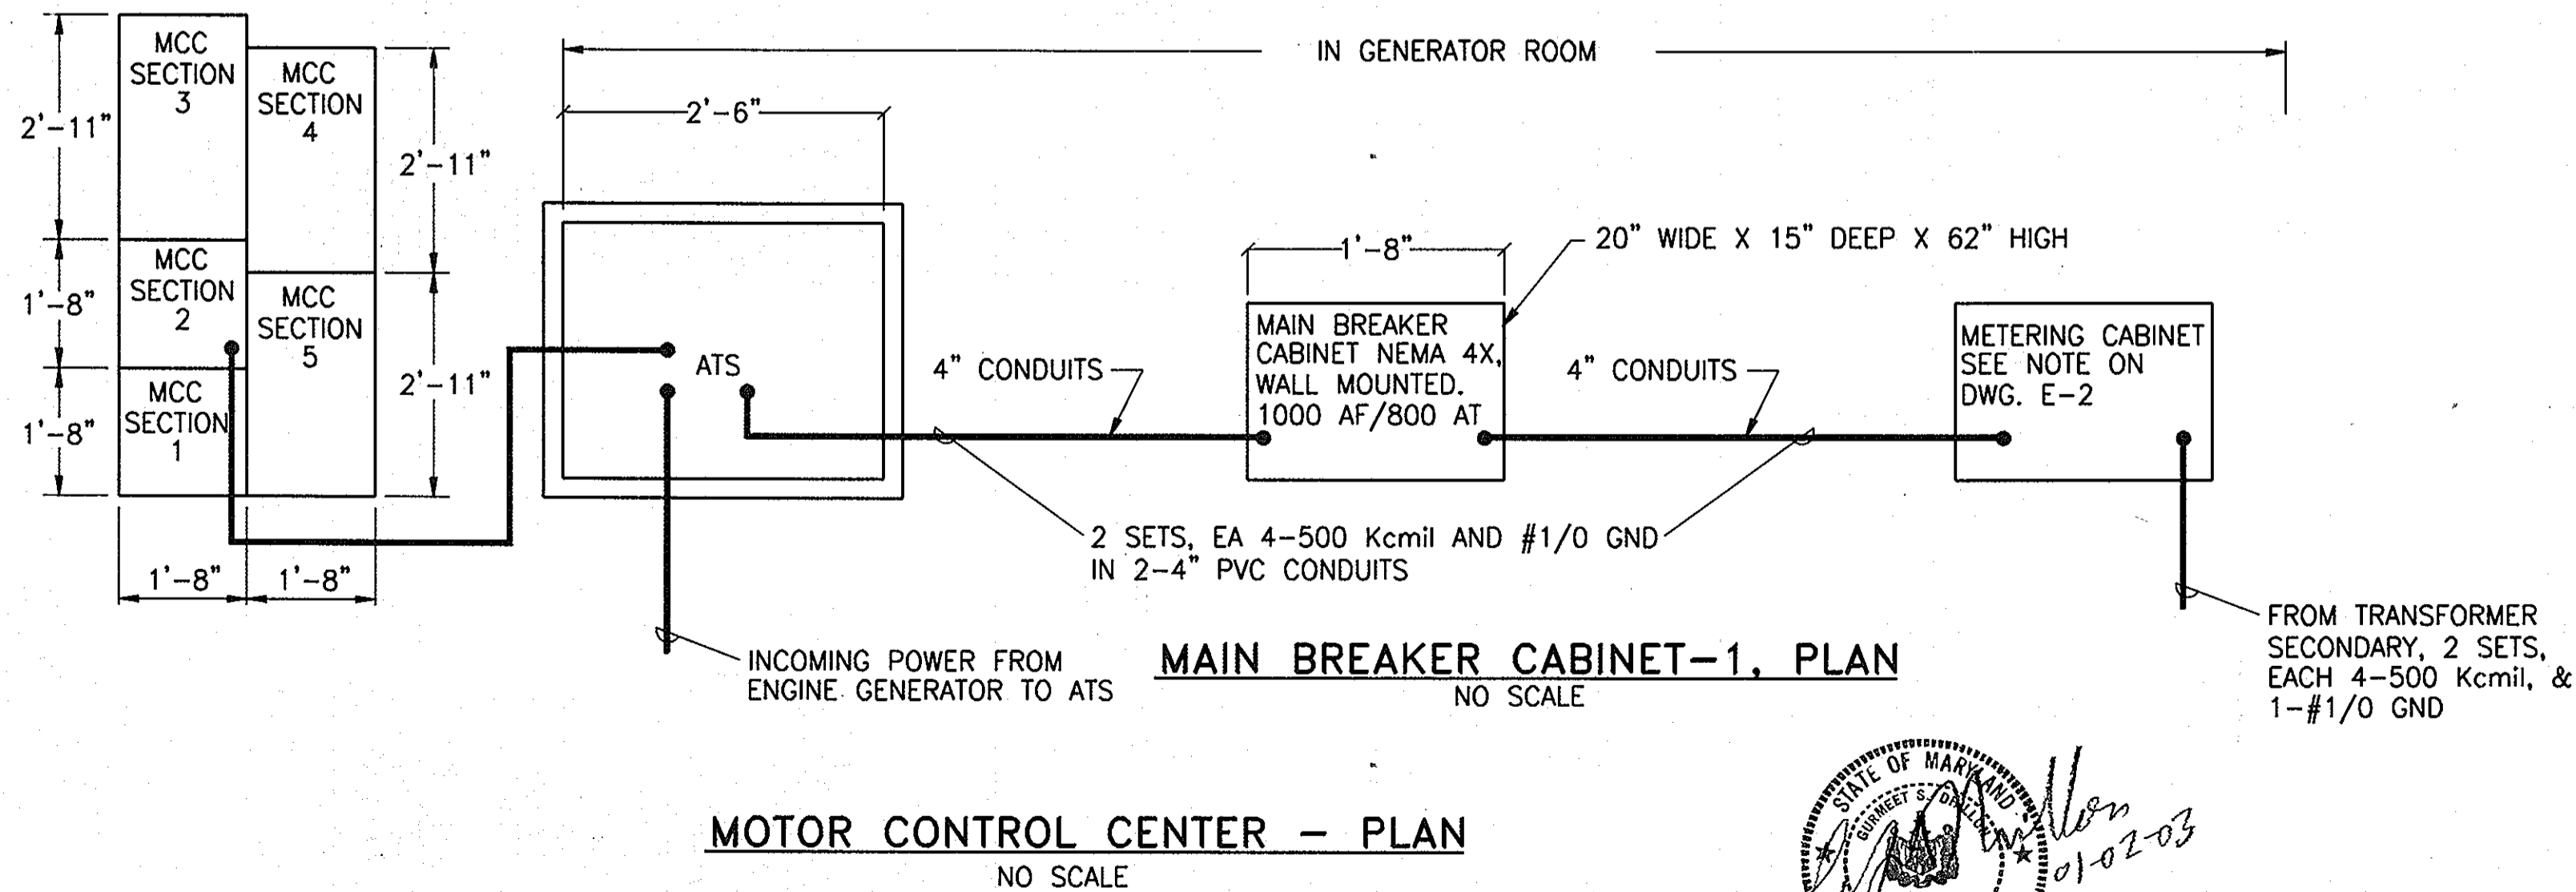 MCC
SECTION
3
MCC
SECTION
4
2'-11"
2'-11"
MCC
SECTION
2
1'-8"
MCC
SECTION
5
2'-11"
MCC
SECTION
1
1'-8"
1'-8"
1'-8"
IN GENERATOR ROOM
2'-6"
ATS
4" CONDUITS
1'-8"
20" WIDE X 15" DEEP X 62" HIGH
MAIN BREAKER
CABINET NEMA 4X,
WALL MOUNTED.
1000 AF/800 AT
4" CONDUITS
METERING CABINET
SEE NOTE ON
DWG. E-2
2 SETS, EA 4-500 Kcmil AND #1/0 GND
IN 2-4" PVC CONDUITS
INCOMING POWER FROM
ENGINE GENERATOR TO ATS
FROM TRANSFORMER
SECONDARY, 2 SETS,
EACH 4-500 Kcmil, &
1-#1/0 GND
MAIN BREAKER CABINET-1, PLAN
NO SCALE
MOTOR CONTROL CENTER - PLAN
NO SCALE
STATE OF MARYLAND
GURMEET S. DHILLON
01-02-03